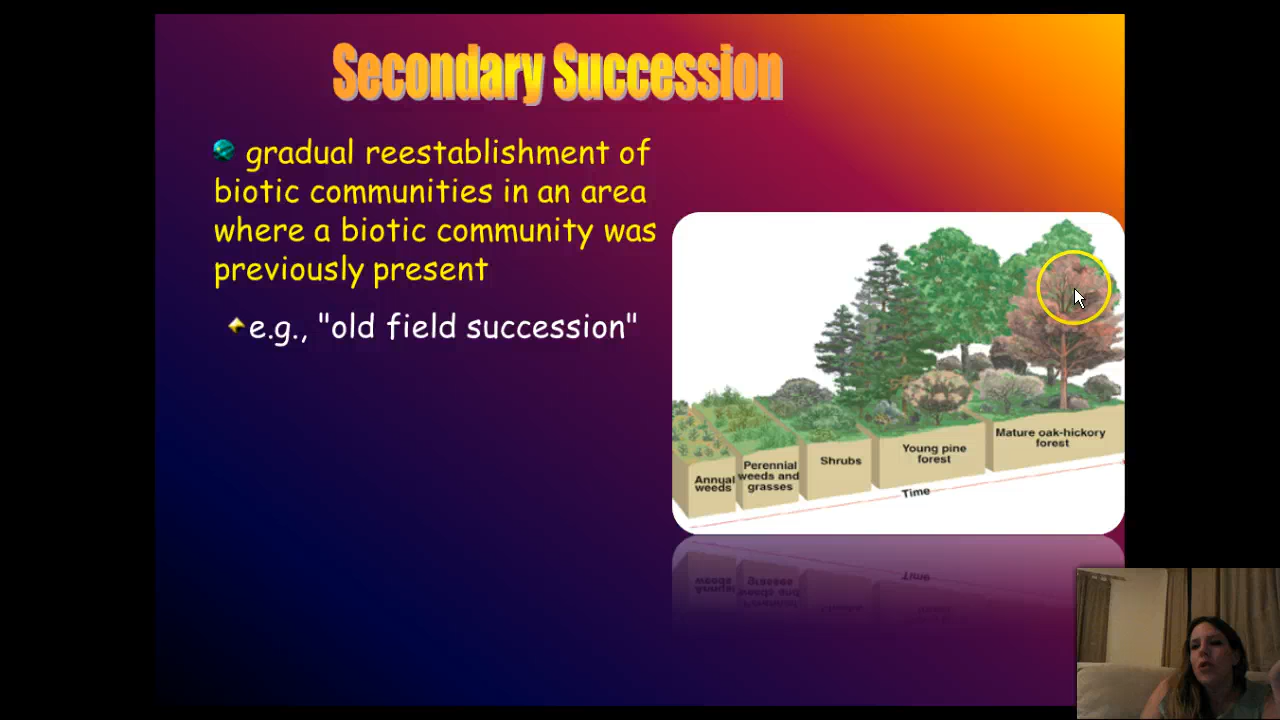 Secondary Succession
gradual reestablishment of
biotic communities in an area
where a biotic community was
previously present
e.g., "old field succession"
Annual
weeds
Perennial
weeds and
grasses
Shrubs
Young pine
forest
Mature oak-hickory
forest
Time